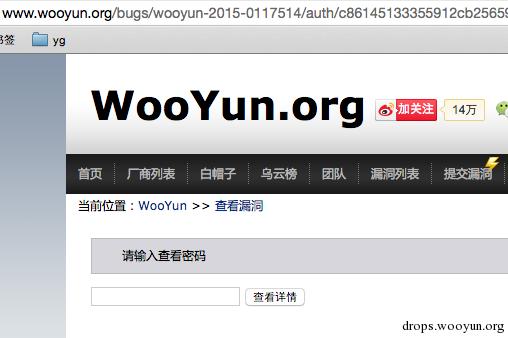 www.wooyun.org/bugs/wooyun-2015-0117514/auth/c86145133355912cb25659
书签 yg
WooYun.org
加关注 14万
首页 厂商列表 白帽子 乌云榜 团队 漏洞列表 提交漏洞
当前位置：WooYun >> 查看漏洞
请输入查看密码
查看详情
drops.wooyun.org